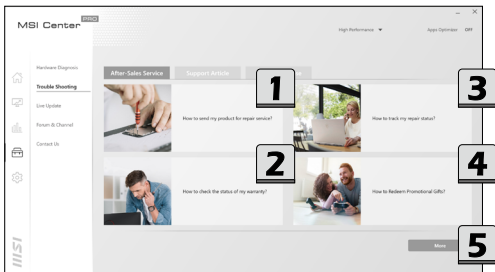 MSI Center PRO
High Performance
Apps Optimizer OFF
Hardware Diagnosis
Trouble Shooting
Live Update
Forum & Channel
Contact Us
After-Sales Service
Support Article
1
How to send my product for repair service?
3
How to track my repair status?
2
How to check the status of my warranty?
4
How to Redeem Promotional Gifts?
5
More
msi